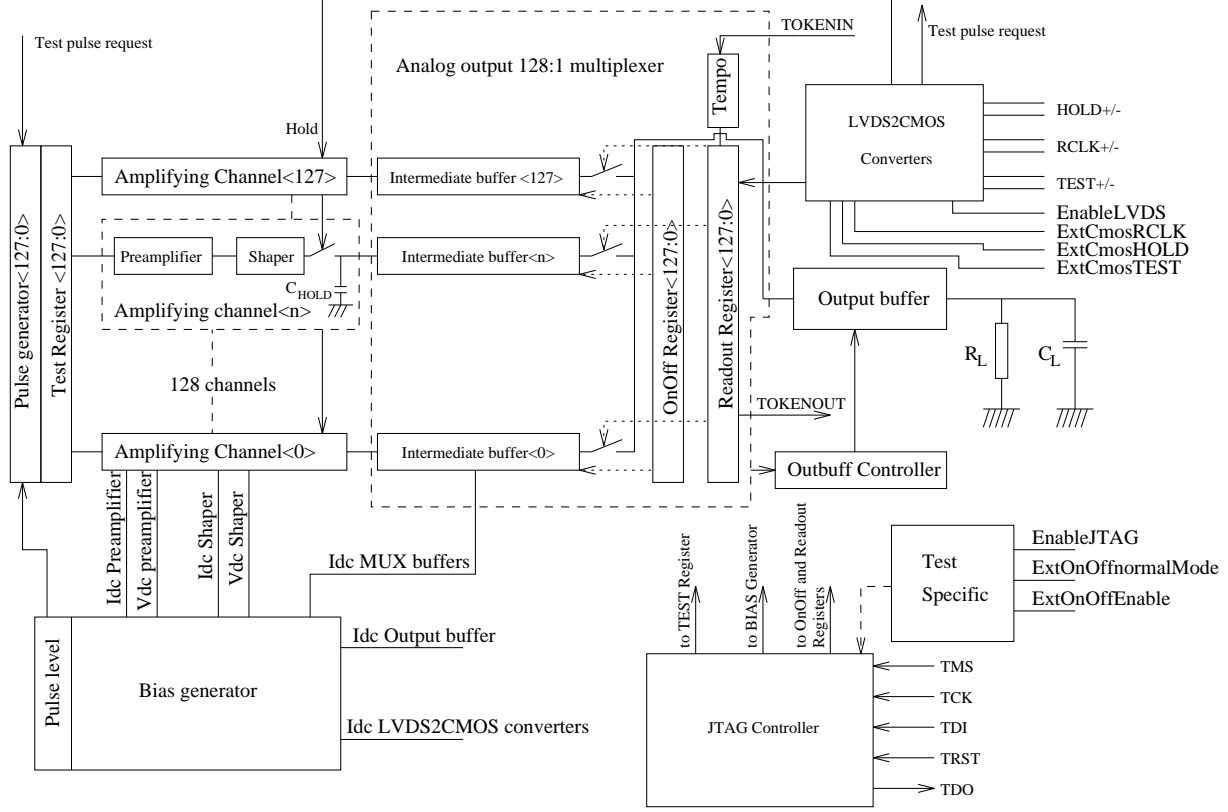 TOKENIN
Test pulse request
Test pulse request
Analog output 128:1 multiplexer
Tempo
LVDS2CMOS
Converters
HOLD+/-
RCLK+/-
TEST+/-
EnableLVDS
ExtCmosRCLK
ExtCmosHOLD
ExtCmosTEST
Hold
Pulse generator<127:0>
Test Register <127:0>
Amplifying Channel<127>
Intermediate buffer <127>
OnOff Register<127:0>
Readout Register<127:0>
Preamplifier
Shaper
CHOLD
Amplifying channel<n>
Intermediate buffer<n>
Output buffer
RL
CL
128 channels
TOKENOUT
Amplifying Channel<0>
Intermediate buffer<0>
Outbuff Controller
Idc Preamplifier
Vdc preamplifier
Idc Shaper
Vdc Shaper
Idc MUX buffers
Pulse level
Bias generator
Idc Output buffer
Idc LVDS2CMOS converters
to TEST Register
to BIAS Generator
to OnOff and Readout
Registers
Test
Specific
EnableJTAG
ExtOnOffnormalMode
ExtOnOffEnable
JTAG Controller
TMS
TCK
TDI
TRST
TDO